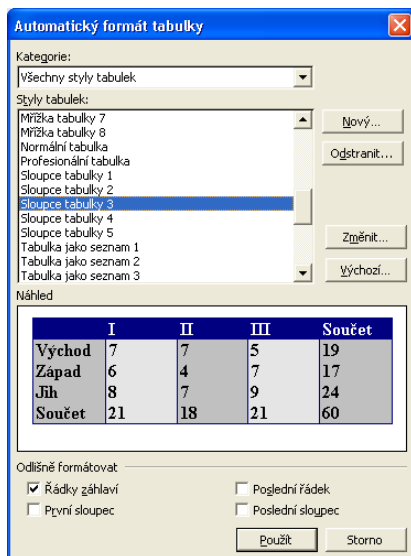 Automatický formát tabulky
Kategorie:
Všechny styly tabulek
Styly tabulek:
Mřížka tabulky 7
Mřížka tabulky 8
Normální tabulka
Profesionální tabulka
Sloupce tabulky 1
Sloupce tabulky 2
Sloupce tabulky 3
Sloupce tabulky 4
Sloupce tabulky 5
Tabulka jako seznam 1
Tabulka jako seznam 2
Tabulka jako seznam 3
Nový...
Odstranit...
Změnit...
Výchozí...
Náhled
I II III Součet
Východ 7 7 5 19
Západ 6 4 7 17
Jih 8 7 9 24
Součet 21 18 21 60
Odlišně formátovat
Řádky záhlaví Poslední řádek
První sloupec Poslední sloupec
Použít Storno